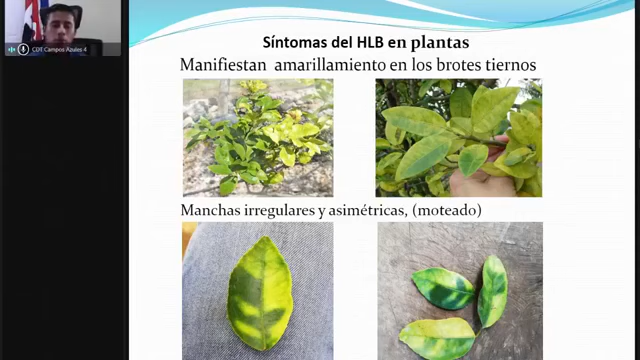 Síntomas del HLB en plantas
Manifiestan amarillamiento en los brotes tiernos
Manchas irregulares y asimétricas, (moteado)
CDT Campos Azules 4